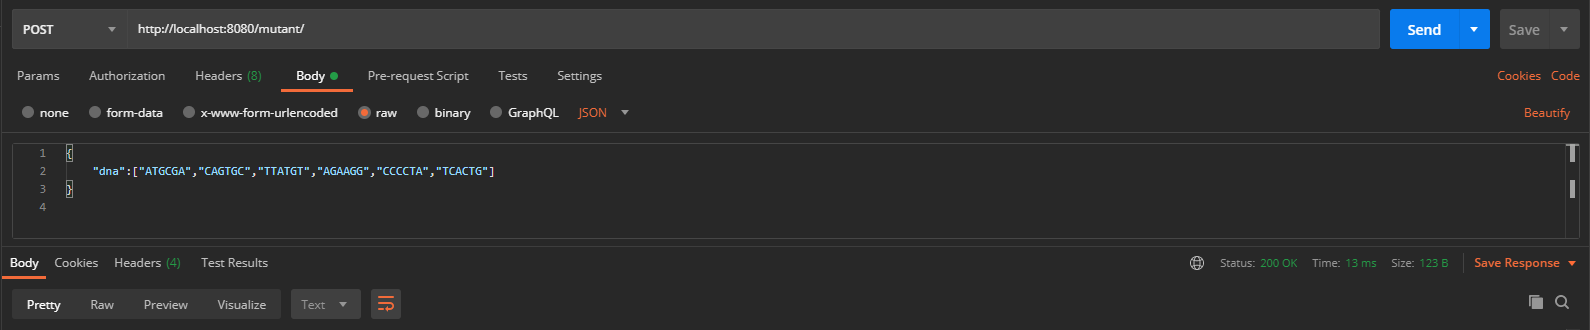 POST http://localhost:8080/mutant/ Send Save
Params Authorization Headers (8) Body Pre-request Script Tests Settings Cookies Code
none form-data x-www-form-urlencoded raw binary GraphQL JSON Beautify
1 {
2 "dna":["ATGCGA","CAGTGC","TTATGT","AGAAGG","CCCCTA","TCACTG"]
3 }
4
Body Cookies Headers (4) Test Results Status: 200 OK Time: 13 ms Size: 123 B Save Response
Pretty Raw Preview Visualize Text